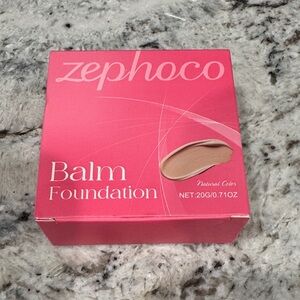 zephoco
Balm
Foundation
Natural Color
NET:20G/0.71OZ